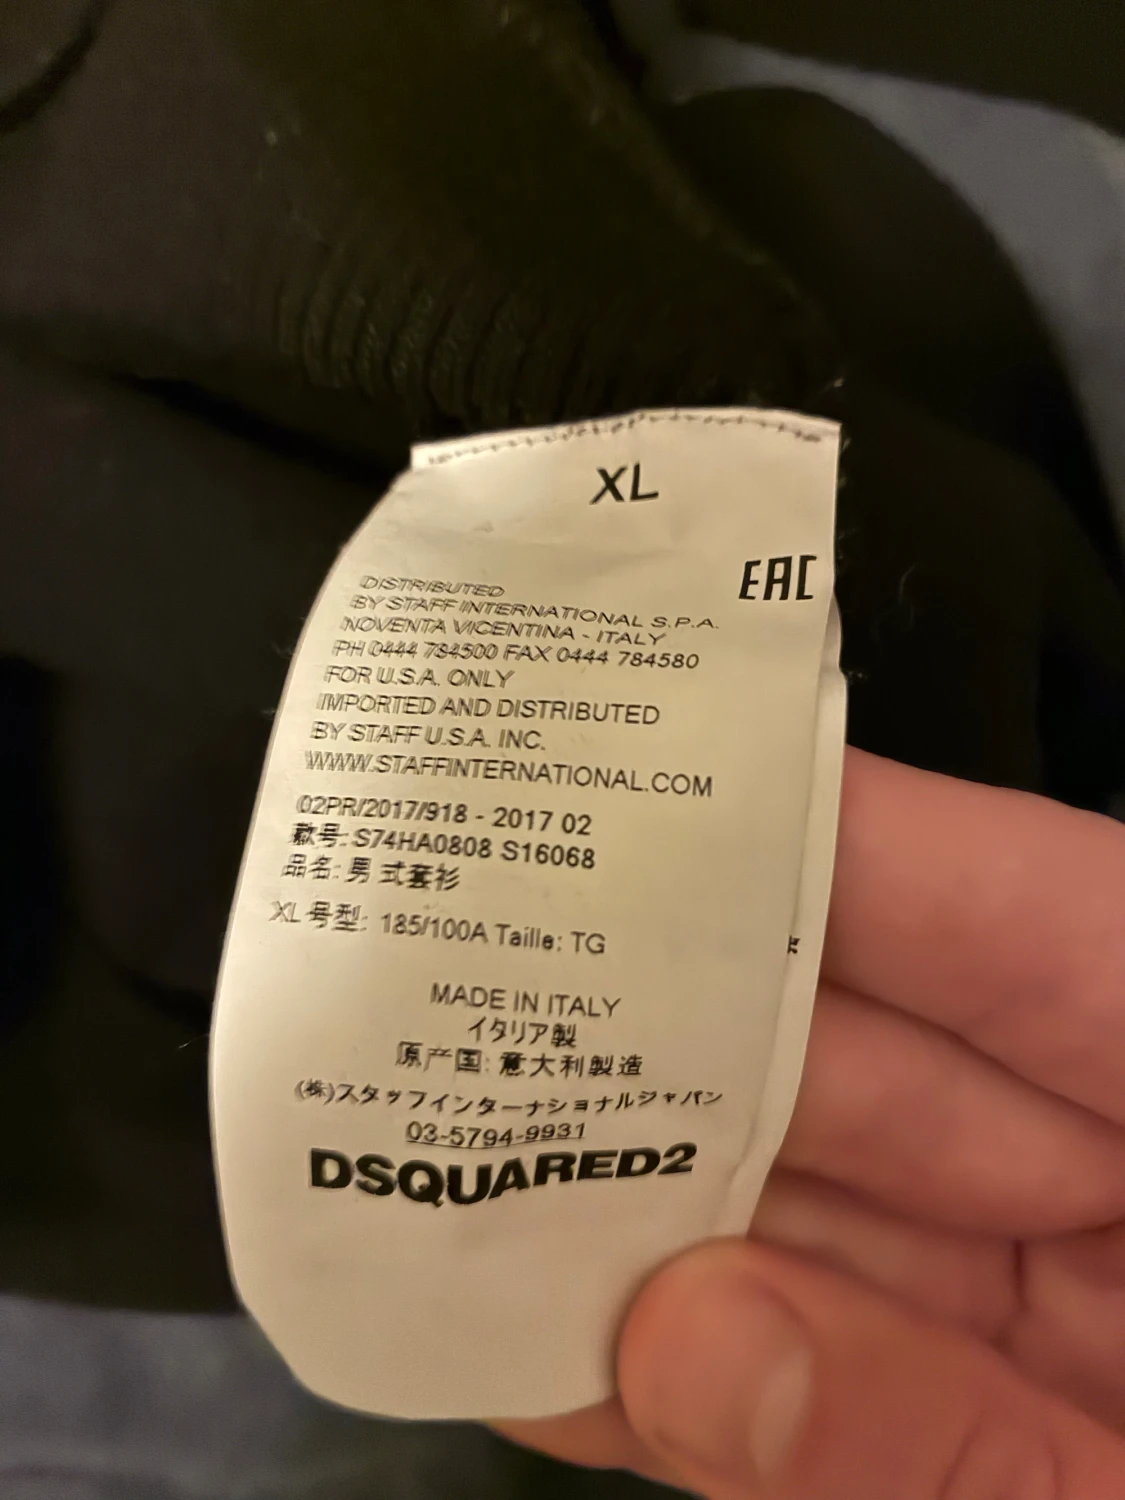 XL
EAC
DISTRIBUTED
BY STAFF INTERNATIONAL S.P.A.
NOVENTA VICENTINA - ITALY
PH 0444 784500 FAX 0444 784580
FOR U.S.A. ONLY
IMPORTED AND DISTRIBUTED
BY STAFF U.S.A. INC.
WWW.STAFFINTERNATIONAL.COM
02PR/2017/918 - 2017 02
款号: S74HA0808 S16068
品名: 男 式套衫
XL 号型: 185/100A Taille: TG
MADE IN ITALY
イタリア製
原产国: 意大利製造
(株)スタッフインターナショナルジャパン
03-5794-9931
DSQUARED2